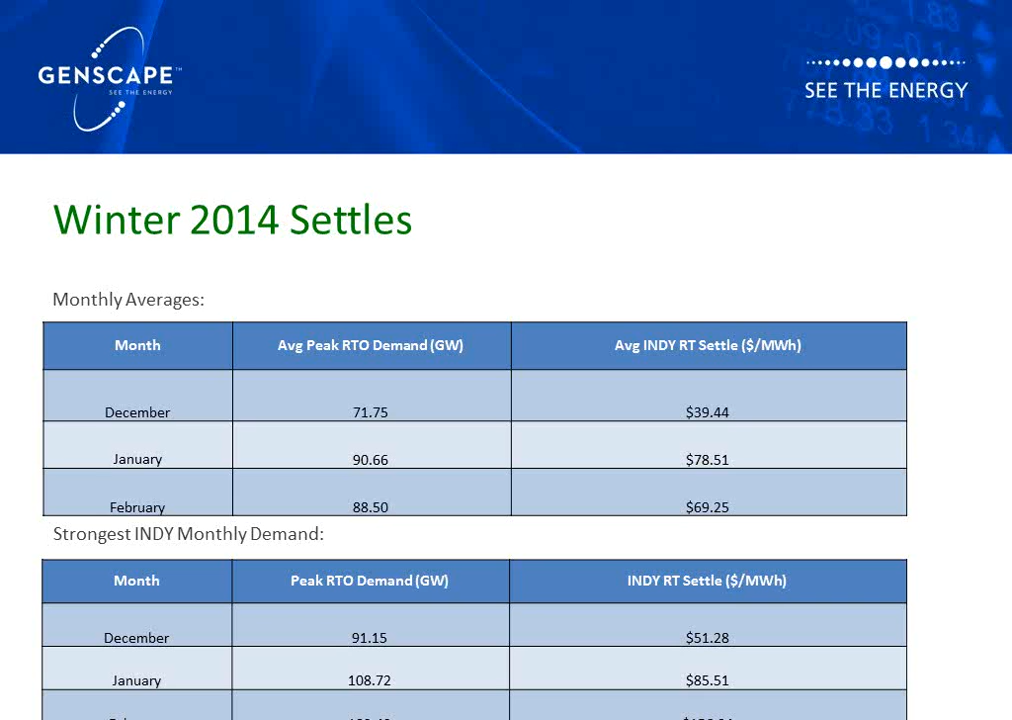 GENSCAPE™
SEE THE ENERGY
SEE THE ENERGY
Winter 2014 Settles
Monthly Averages:
Month Avg Peak RTO Demand (GW) Avg INDY RT Settle ($/MWh)
December 71.75 $39.44
January 90.66 $78.51
February 88.50 $69.25
Strongest INDY Monthly Demand:
Month Peak RTO Demand (GW) INDY RT Settle ($/MWh)
December 91.15 $51.28
January 108.72 $85.51